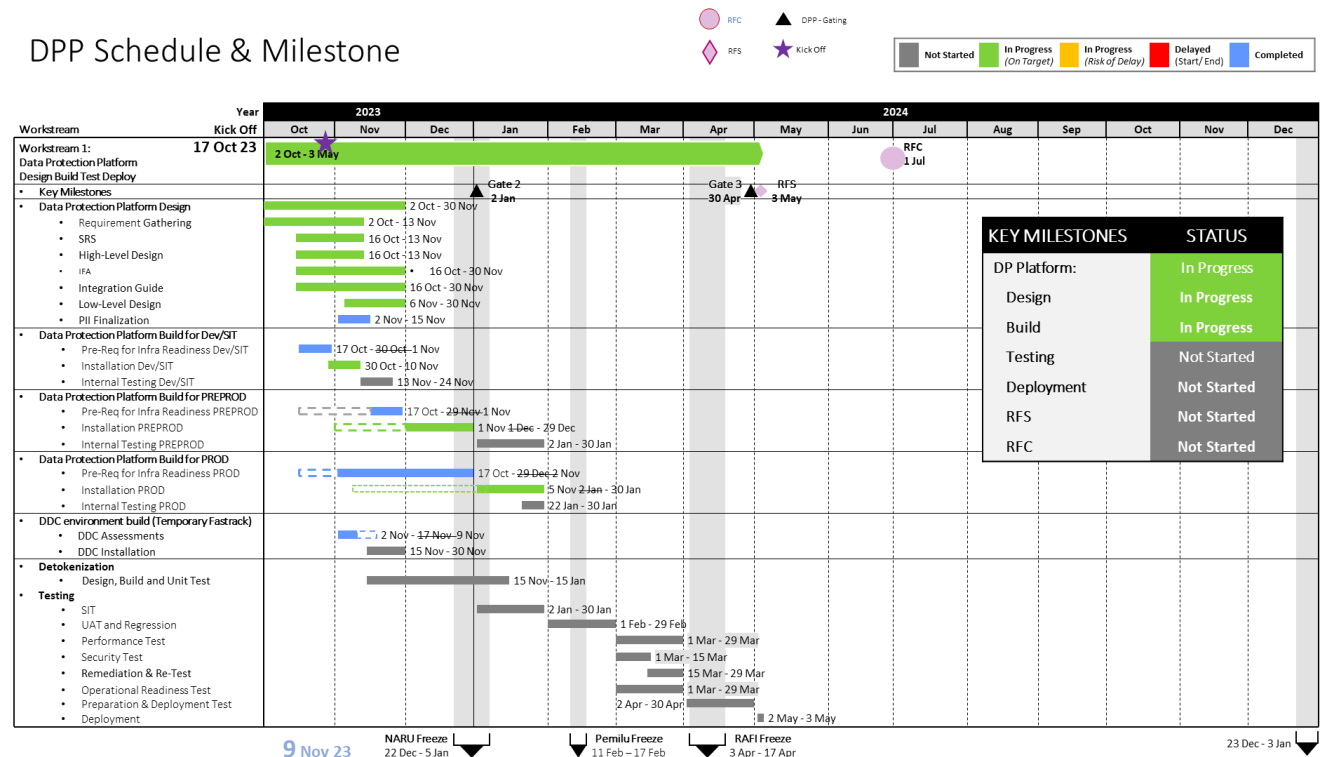 RFC
DPP - Gating
DPP Schedule & Milestone
RFS
Kick Off
Not Started
In Progress
(On Target)
In Progress
(Risk of Delay)
Delayed
(Start/ End)
Completed
Year 2023 2024
Workstream Kick Off Oct Nov Dec Jan Feb Mar Apr May Jun Jul Aug Sep Oct Nov Dec
Workstream 1: 17 Oct 23
Data Protection Platform
Design Build Test Deploy
2 Oct - 3 May
RFC
1 Jul
• Key Milestones
Gate 2
2 Jan
Gate 3
30 Apr
RFS
3 May
• Data Protection Platform Design 2 Oct - 30 Nov
• Requirement Gathering 2 Oct - 13 Nov
• SRS 16 Oct - 13 Nov
• High-Level Design 16 Oct - 13 Nov
• IFA • 16 Oct - 30 Nov
• Integration Guide 16 Oct - 30 Nov
• Low-Level Design 6 Nov - 30 Nov
• PII Finalization 2 Nov - 15 Nov
• Data Protection Platform Build for Dev/SIT
• Pre-Req for Infra Readiness Dev/SIT 17 Oct - 30 Oct 1 Nov
• Installation Dev/SIT 30 Oct - 10 Nov
• Internal Testing Dev/SIT 13 Nov - 24 Nov
• Data Protection Platform Build for PREPROD
• Pre-Req for Infra Readiness PREPROD 17 Oct - 29 Nov 1 Nov
• Installation PREPROD 1 Nov 1 Dec - 29 Dec
• Internal Testing PREPROD 2 Jan - 30 Jan
• Data Protection Platform Build for PROD
• Pre-Req for Infra Readiness PROD 17 Oct - 29 Dec 2 Nov
• Installation PROD 5 Nov 2 Jan - 30 Jan
• Internal Testing PROD 22 Jan - 30 Jan
• DDC environment build (Temporary Fastrack)
• DDC Assessments 2 Nov - 17 Nov 9 Nov
• DDC Installation 15 Nov - 30 Nov
• Detokenization
• Design, Build and Unit Test 15 Nov - 15 Jan
• Testing
• SIT 2 Jan - 30 Jan
• UAT and Regression 1 Feb - 29 Feb
• Performance Test 1 Mar - 29 Mar
• Security Test 1 Mar - 15 Mar
• Remediation & Re-Test 15 Mar - 29 Mar
• Operational Readiness Test 1 Mar - 29 Mar
• Preparation & Deployment Test 2 Apr - 30 Apr
• Deployment 2 May - 3 May
KEY MILESTONES STATUS
DP Platform: In Progress
Design In Progress
Build In Progress
Testing Not Started
Deployment Not Started
RFS Not Started
RFC Not Started
9 Nov 23
NARU Freeze
22 Dec - 5 Jan
Pemilu Freeze
11 Feb – 17 Feb
RAFI Freeze
3 Apr - 17 Apr
23 Dec - 3 Jan